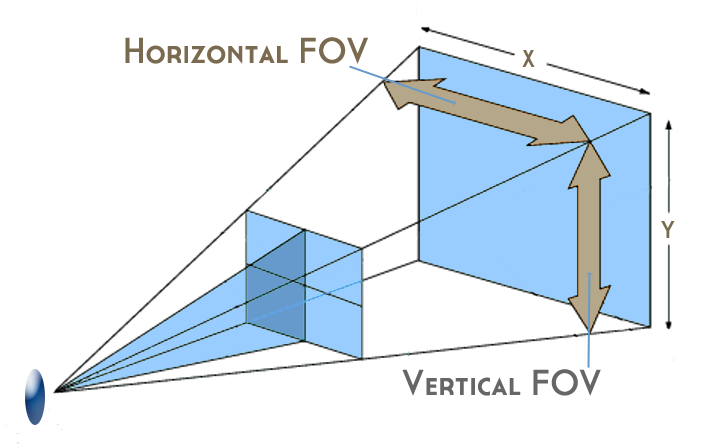 Horizontal FOV
X
Y
Vertical FOV